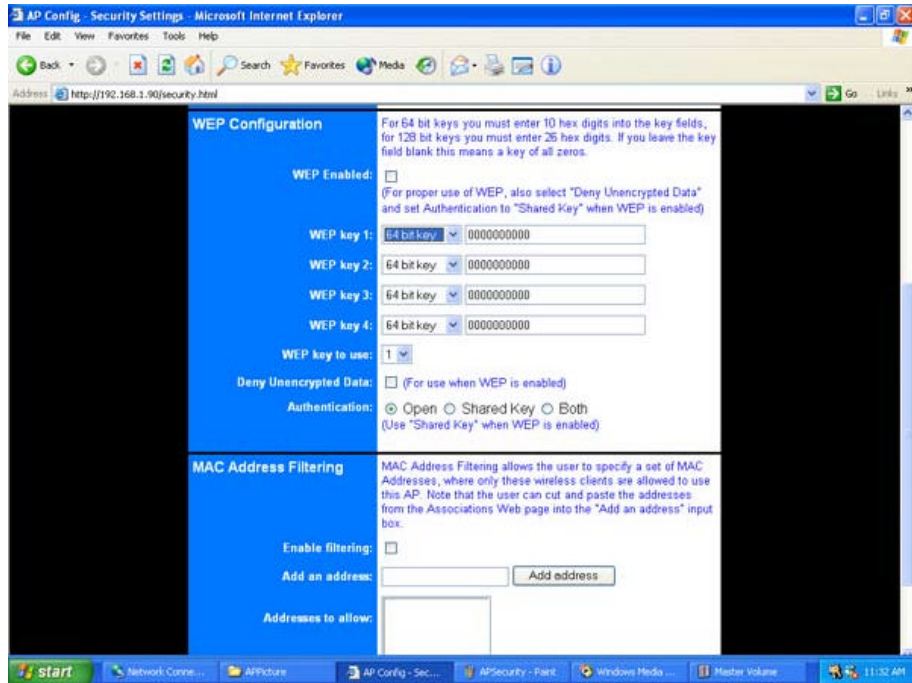 AP Config - Security Settings - Microsoft Internet Explorer
File Edit View Favorites Tools Help
Back Search Favorites Media
Address http://192.168.1.90/security.html Go Links »
WEP Configuration
For 64 bit keys you must enter 10 hex digits into the key fields,
for 128 bit keys you must enter 26 hex digits. If you leave the key
field blank this means a key of all zeros.
WEP Enabled:
(For proper use of WEP, also select "Deny Unencrypted Data"
and set Authentication to "Shared Key" when WEP is enabled)
WEP key 1: 64 bit key 0000000000
WEP key 2: 64 bit key 0000000000
WEP key 3: 64 bit key 0000000000
WEP key 4: 64 bit key 0000000000
WEP key to use: 1
Deny Unencrypted Data: (For use when WEP is enabled)
Authentication: Open Shared Key Both
(Use "Shared Key" when WEP is enabled)
MAC Address Filtering
MAC Address Filtering allows the user to specify a set of MAC
Addresses, where only these wireless clients are allowed to use
this AP. Note that the user can cut and paste the addresses
from the Associations Web page into the "Add an address" input
box.
Enable filtering:
Add an address: Add address
Addresses to allow:
start Network Conne... APPicture AP Config - Sec... APSecurity - Paint Windows Media ... Master Volume 11:32 AM